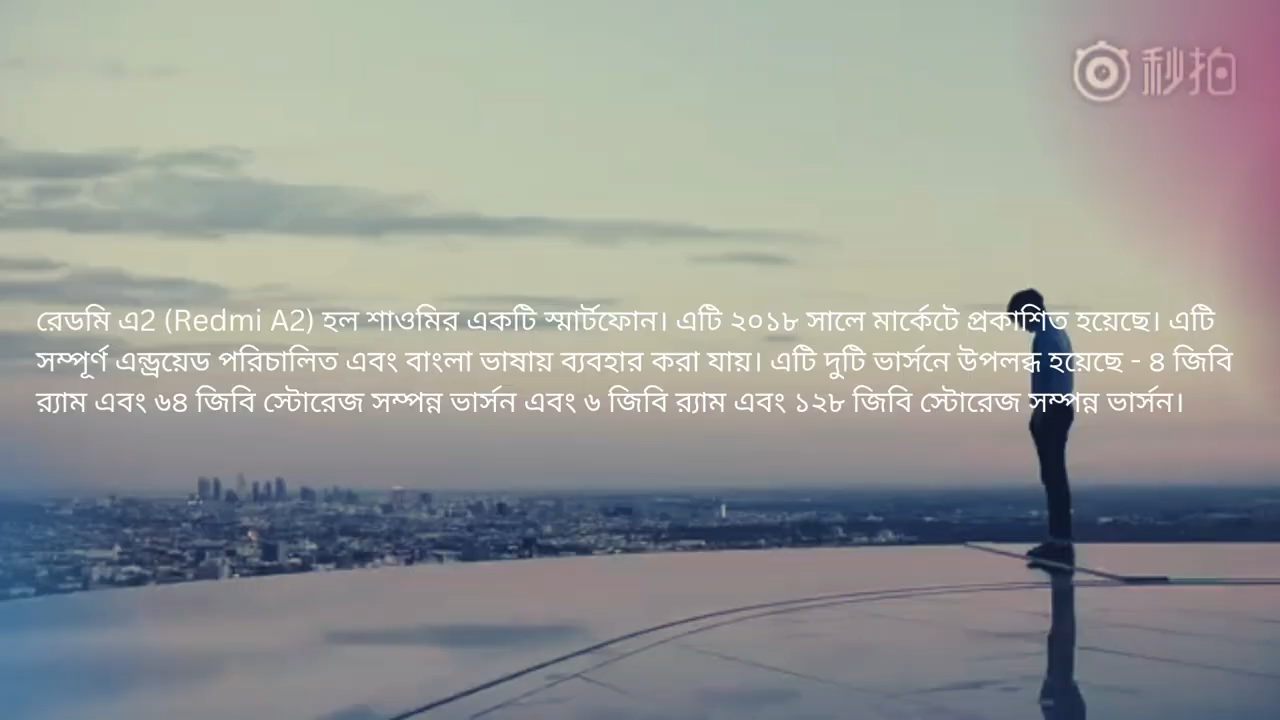 秒拍
রেডমি এ2 (Redmi A2) হল শাওমির একটি স্মার্টফোন। এটি ২০১৮ সালে মার্কেটে প্রকাশিত হয়েছে। এটি
সম্পূর্ণ এন্ড্রয়েড পরিচালিত এবং বাংলা ভাষায় ব্যবহার করা যায়। এটি দুটি ভার্সনে উপলব্ধ হয়েছে - ৪ জিবি
র‍্যাম এবং ৬৪ জিবি স্টোরেজ সম্পন্ন ভার্সন এবং ৬ জিবি র‍্যাম এবং ১২৮ জিবি স্টোরেজ সম্পন্ন ভার্সন।